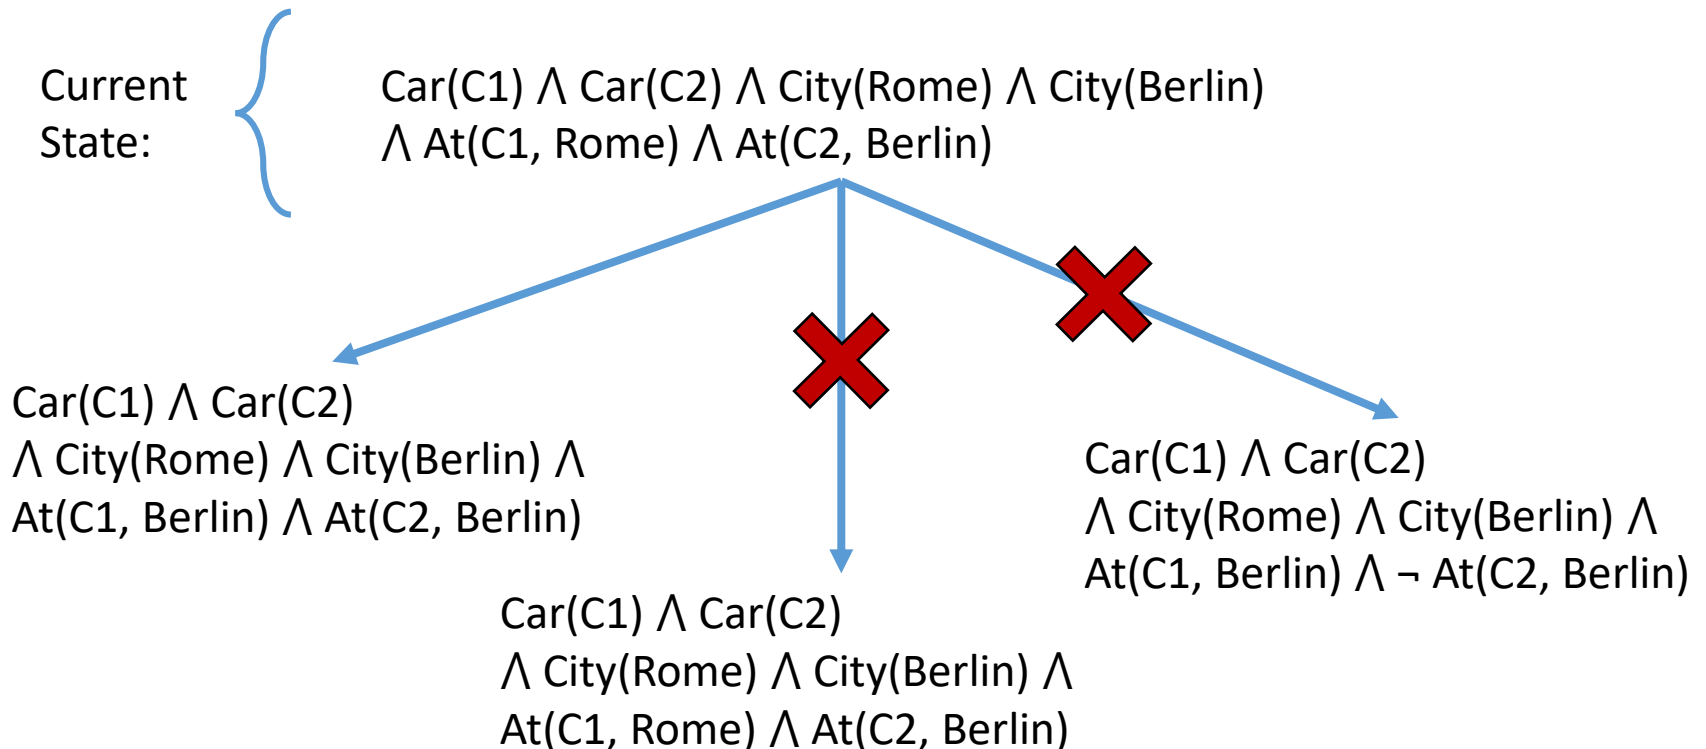 Current
State:
Car(C1) Λ Car(C2) Λ City(Rome) Λ City(Berlin)
Λ At(C1, Rome) Λ At(C2, Berlin)
Car(C1) Λ Car(C2)
Λ City(Rome) Λ City(Berlin) Λ
At(C1, Berlin) Λ At(C2, Berlin)
Car(C1) Λ Car(C2)
Λ City(Rome) Λ City(Berlin) Λ
At(C1, Rome) Λ At(C2, Berlin)
Car(C1) Λ Car(C2)
Λ City(Rome) Λ City(Berlin) Λ
At(C1, Berlin) Λ ¬ At(C2, Berlin)